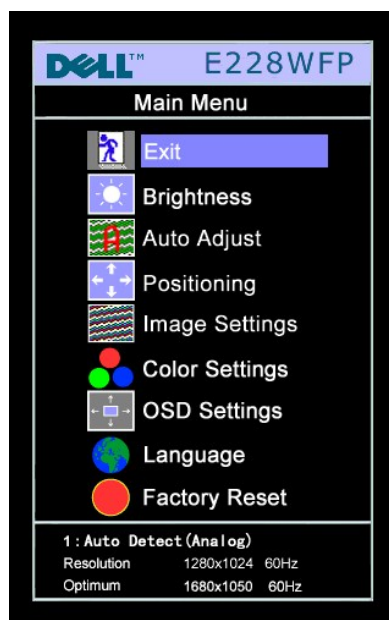 DELL™ E228WFP
Main Menu
Exit
Brightness
Auto Adjust
Positioning
Image Settings
Color Settings
OSD Settings
Language
Factory Reset
1:Auto Detect(Analog)
Resolution 1280x1024 60Hz
Optimum 1680x1050 60Hz